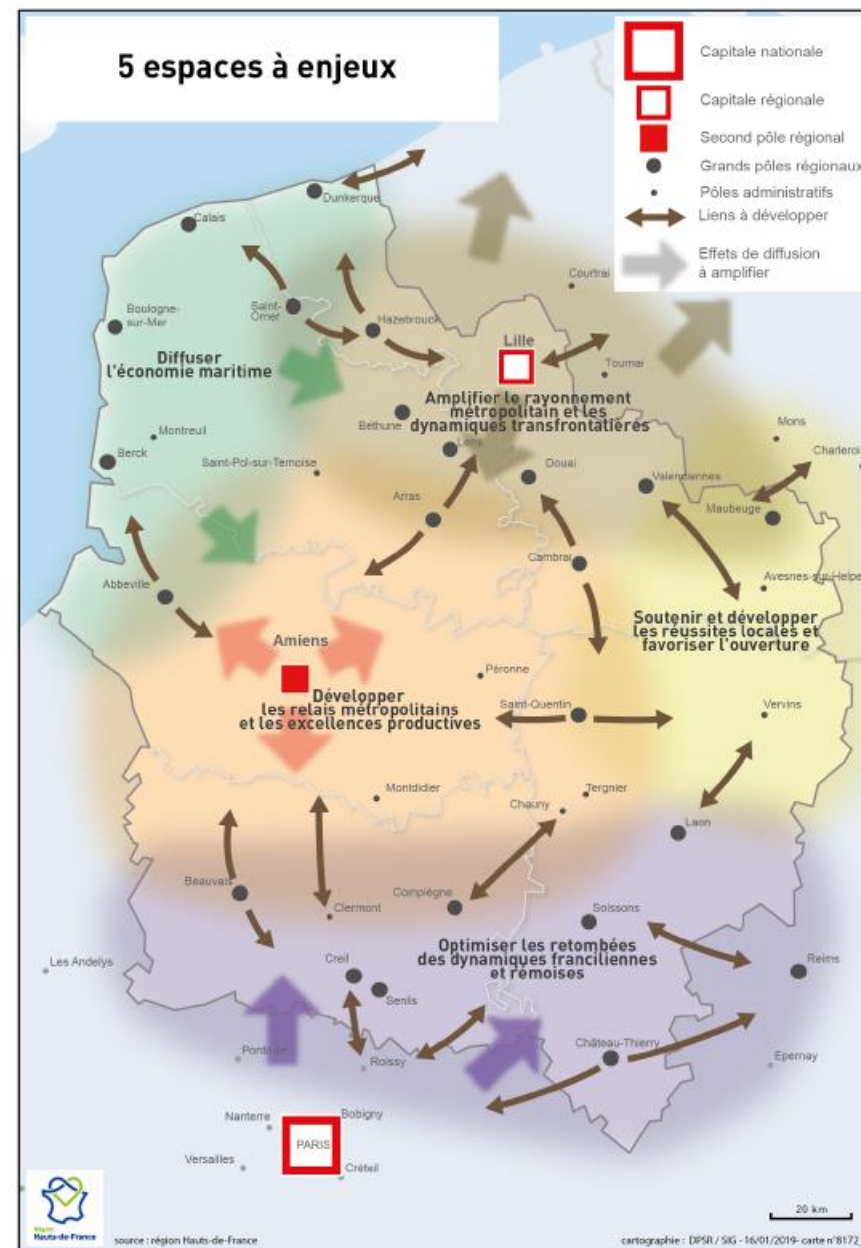 5 espaces à enjeux
Capitale nationale
Capitale régionale
Second pôle régional
Grands pôles régionaux
Pôles administratifs
Liens à développer
Effets de diffusion
à amplifier
Dunkerque
Calais
Courtrai
Saint-
Omer
Boulogne-
sur-Mer
Hazebrouck
Lille
Tournai
Diffuser
l'économie maritime
Amplifier le rayonnement
métropolitain et les
dynamiques transfrontalières
Béthune
Montreuil
Mons
Lens
Berck
Saint-Pol-sur-Ternoise
Douai
Charleroi
Valenciennes
Arras
Maubeuge
Cambrai
Abbeville
Avesnes-sur-Helpe
Soutenir et développer
les réussites locales et
favoriser l'ouverture
Amiens
Péronne
Développer
les relais métropolitains
et les excellences productives
Saint-Quentin
Vervins
Montdidier
Tergnier
Chauny
Laon
Beauvais
Compiègne
Clermont
Soissons
Optimiser les retombées
des dynamiques franciliennes
et rémoises
Les Andelys
Creil
Reims
Senlis
Château-Thierry
Pontoise
Roissy
Epernay
Nanterre
Bobigny
PARIS
Versailles
Créteil
20 km
Région
Hauts-de-France
source : région Hauts-de-France
cartographie : DPSR / SIG - 16/01/2019- carte n°8172_